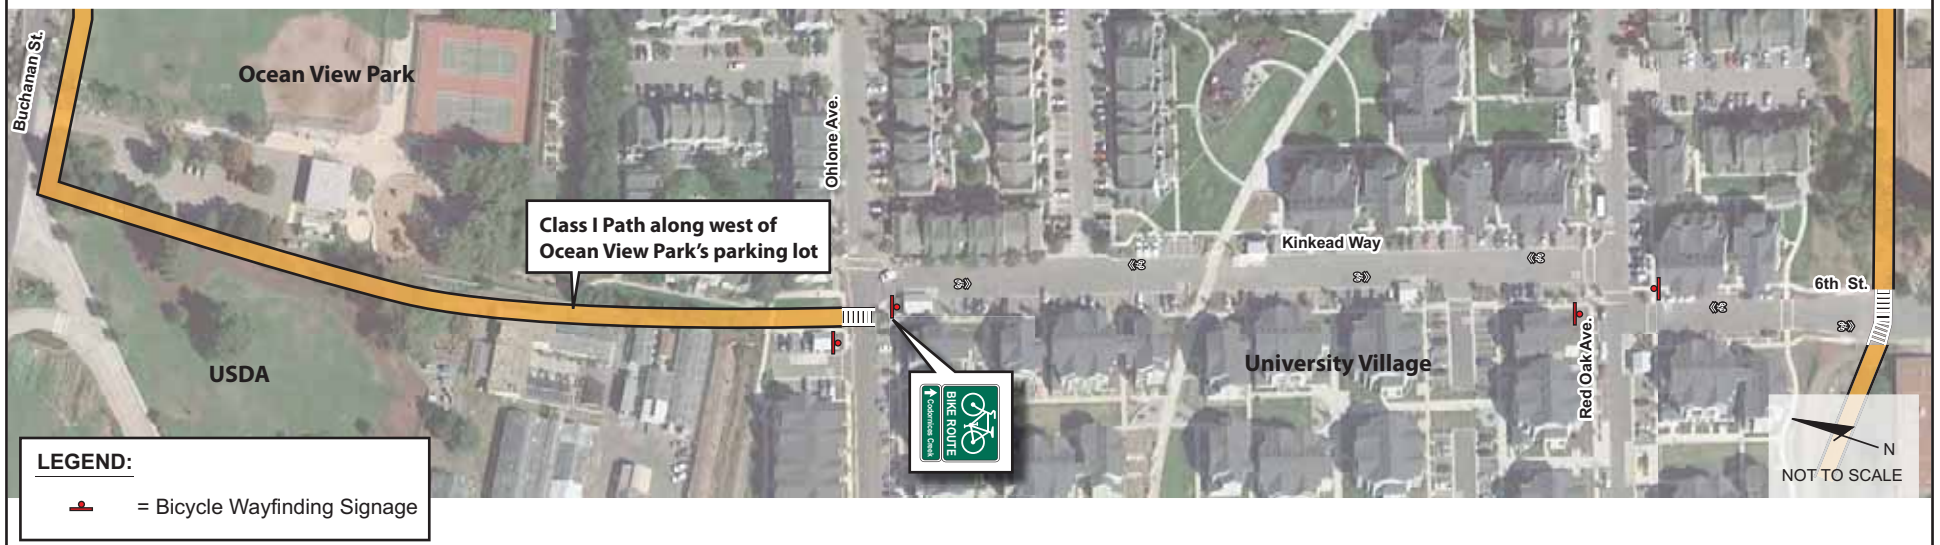 Buchanan St.
Ocean View Park
Ohlone Ave.
Class I Path along west of
Ocean View Park's parking lot
Kinkead Way
6th St.
USDA
University Village
Red Oak Ave.
BIKE ROUTE
Codornices Creek
N
NOT TO SCALE
LEGEND:
= Bicycle Wayfinding Signage